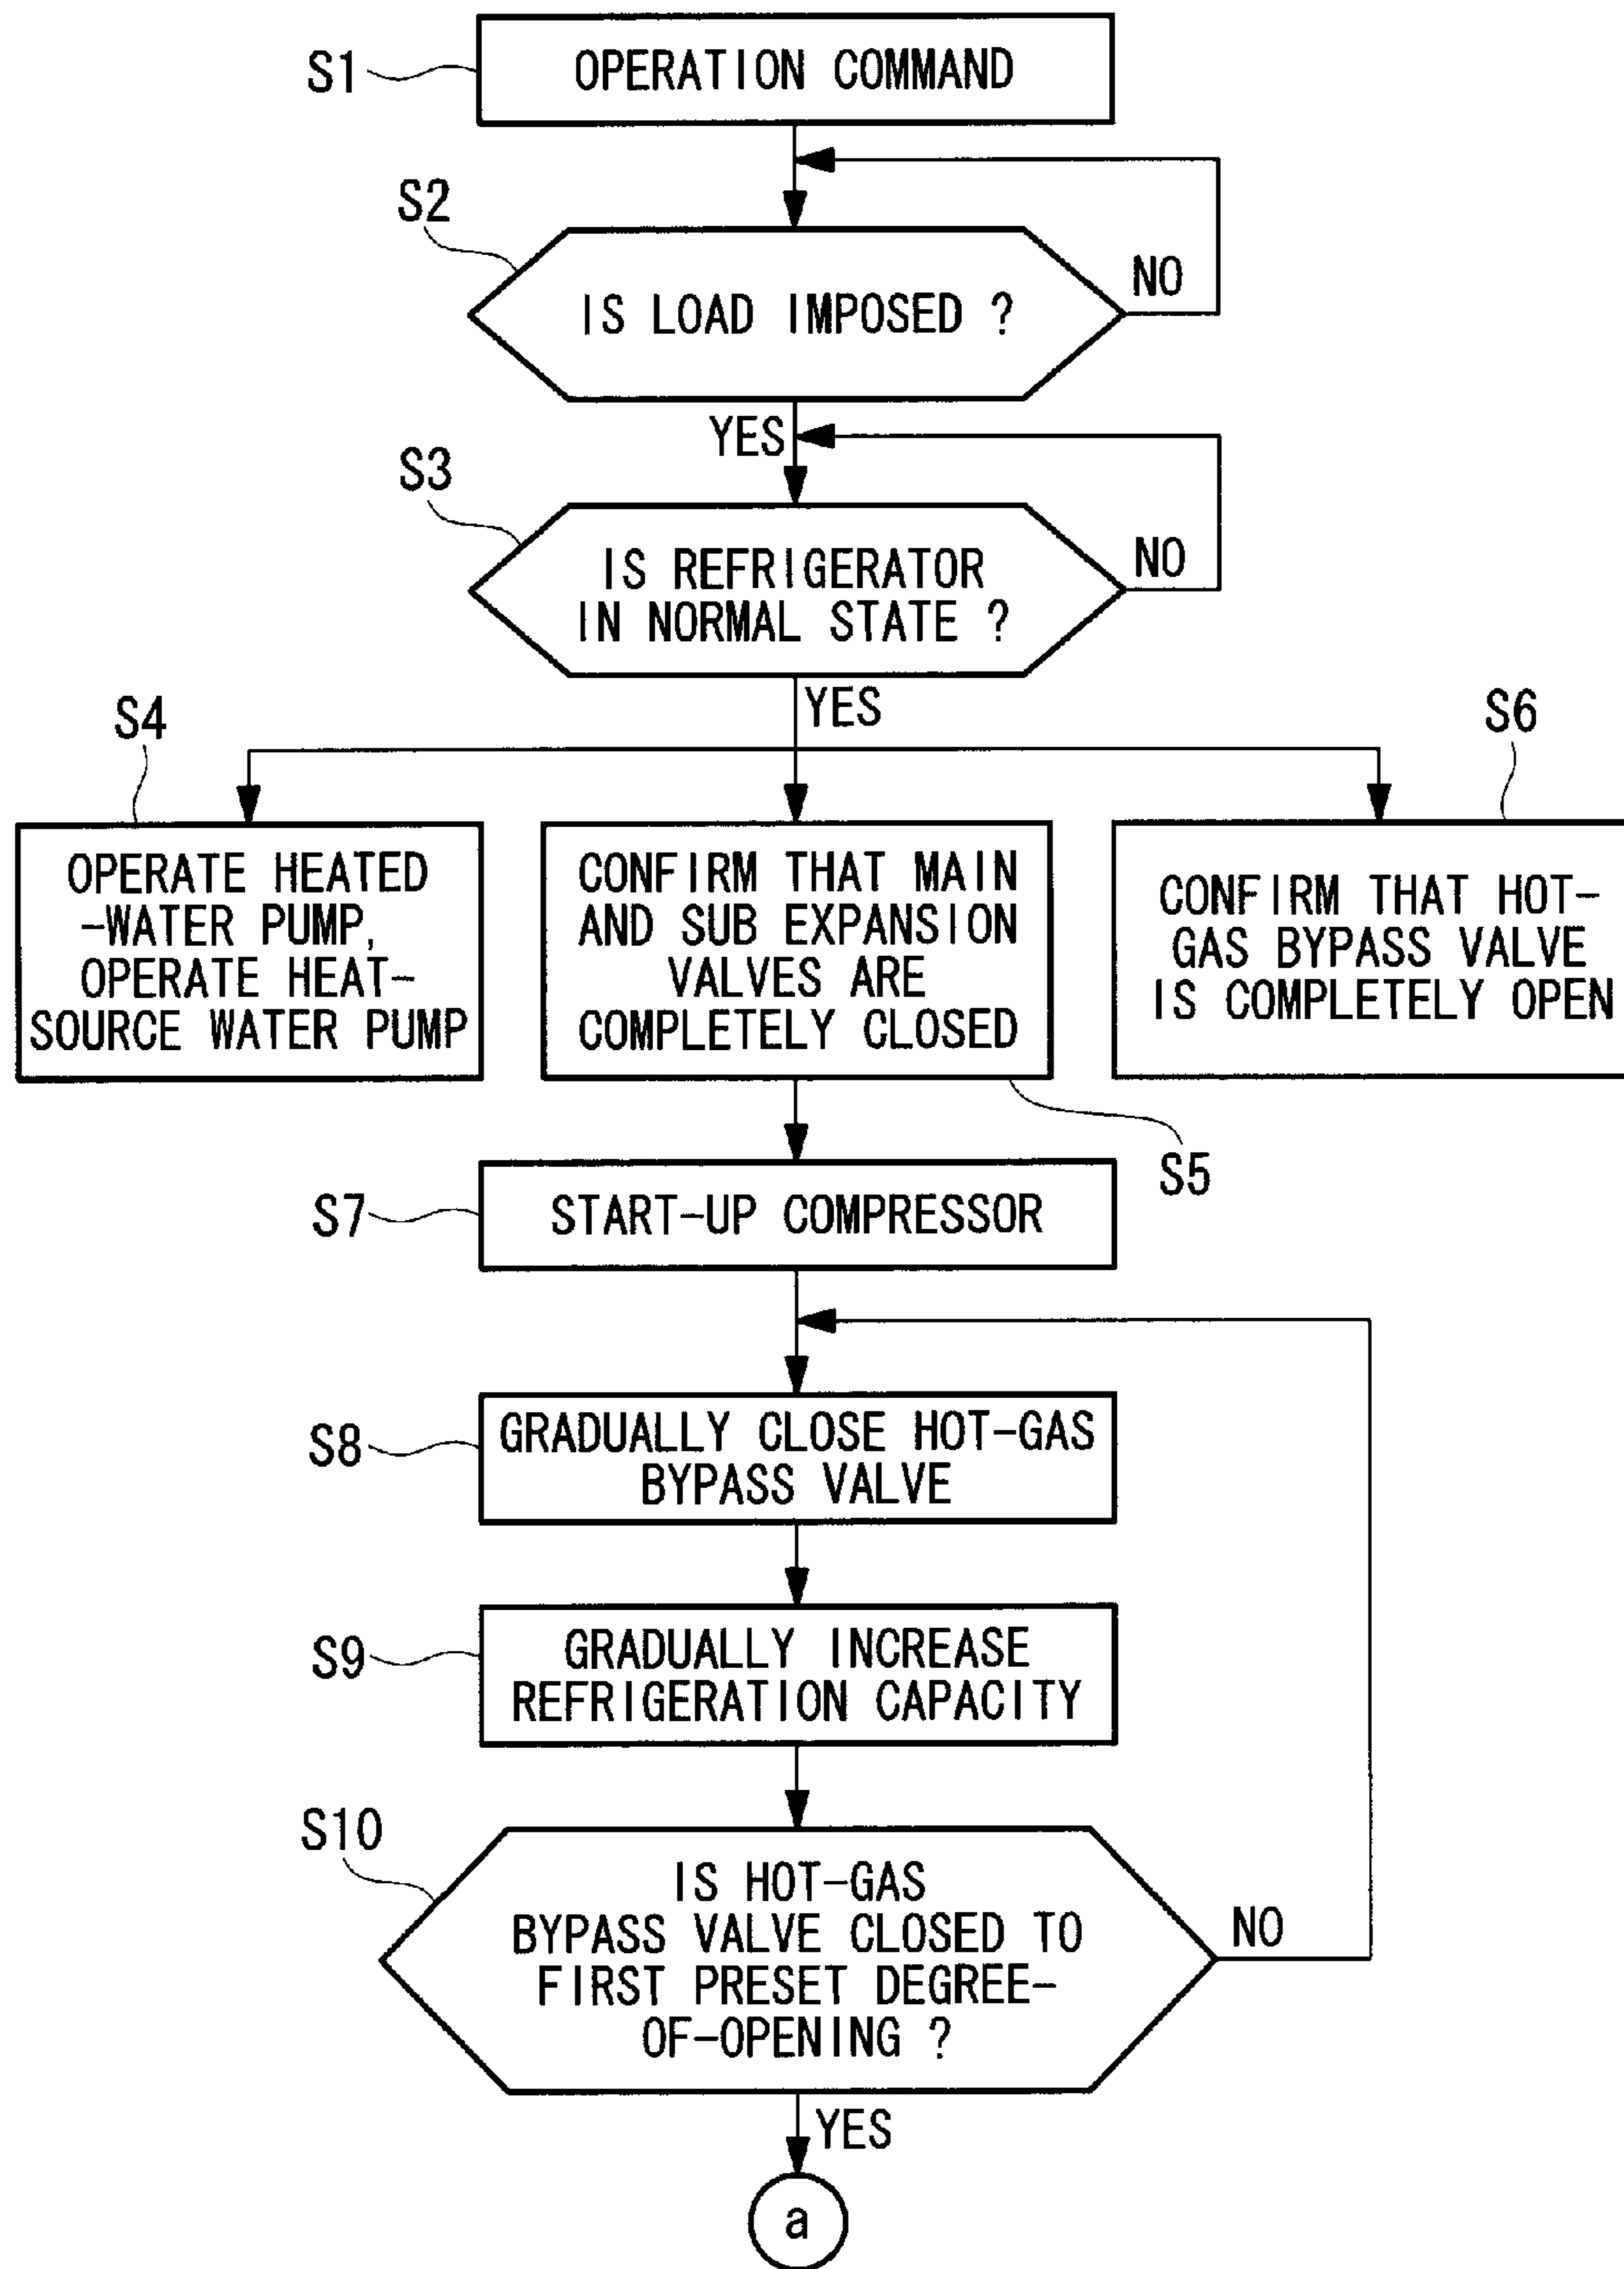 S1
OPERATION COMMAND
S2
IS LOAD IMPOSED ?
NO
YES
S3
IS REFRIGERATOR
IN NORMAL STATE ?
NO
YES
S4
S6
OPERATE HEATED
-WATER PUMP,
OPERATE HEAT-
SOURCE WATER PUMP
CONFIRM THAT MAIN
AND SUB EXPANSION
VALVES ARE
COMPLETELY CLOSED
CONFIRM THAT HOT-
GAS BYPASS VALVE
IS COMPLETELY OPEN
S5
S7
START-UP COMPRESSOR
S8
GRADUALLY CLOSE HOT-GAS
BYPASS VALVE
S9
GRADUALLY INCREASE
REFRIGERATION CAPACITY
S10
IS HOT-GAS
BYPASS VALVE CLOSED TO
FIRST PRESET DEGREE-
OF-OPENING ?
NO
YES
a